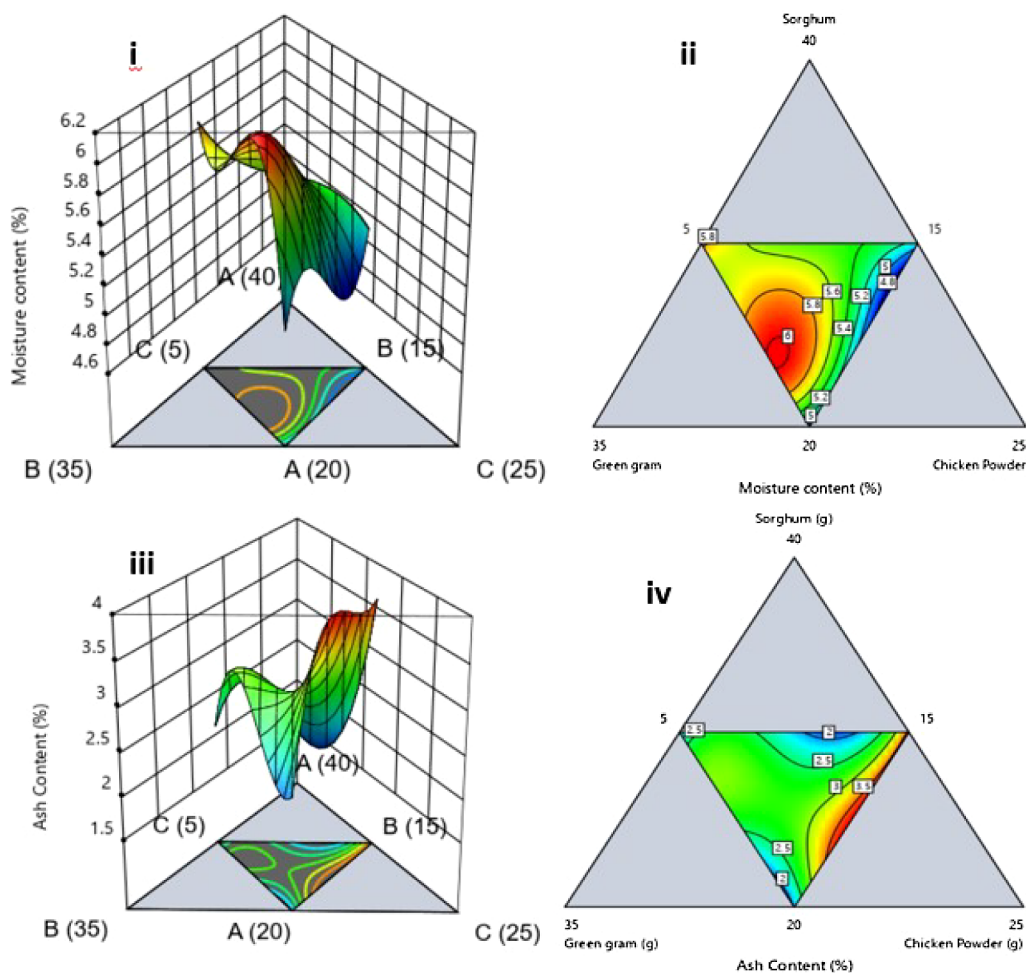 i
6.2
6
5.8
5.6
5.4
5.2
5
4.8
4.6
Moisture content (%)
A (40)
C (5)
B (15)
B (35)
A (20)
C (25)
ii
Sorghum
40
5
15
5.8
5.6
5.8
5
4.8
5.2
5.4
6
5.2
5
35
20
25
Green gram
Chicken Powder
Moisture content (%)
iii
4
3.5
3
2.5
2
1.5
Ash Content (%)
A (40)
C (5)
B (15)
B (35)
A (20)
C (25)
Sorghum (g)
40
iv
5
15
2.5
2
2.5
3
3.5
2.5
2
35
20
25
Green gram (g)
Chicken Powder (g)
Ash Content (%)